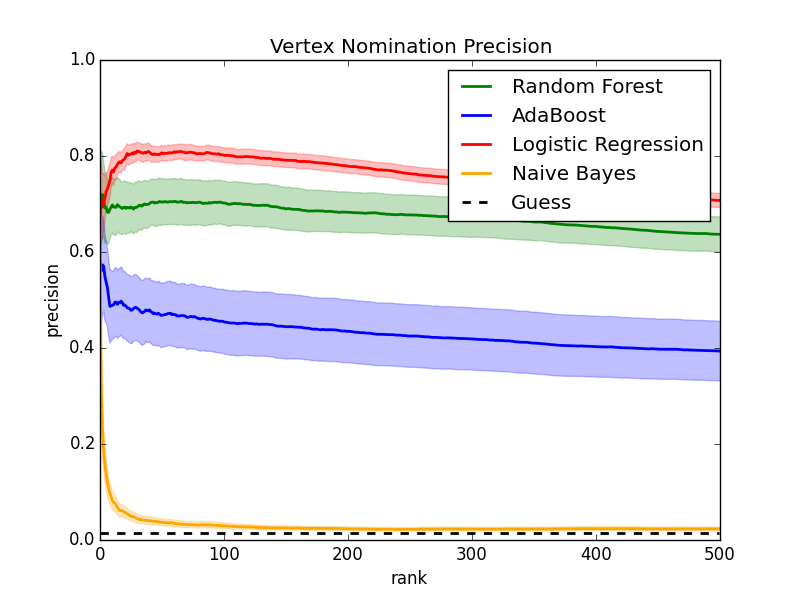 Vertex Nomination Precision
1.0
0.8
0.6
0.4
0.2
0.0
precision
Random Forest
AdaBoost
Logistic Regression
Naive Bayes
Guess
0 100 200 300 400 500
rank